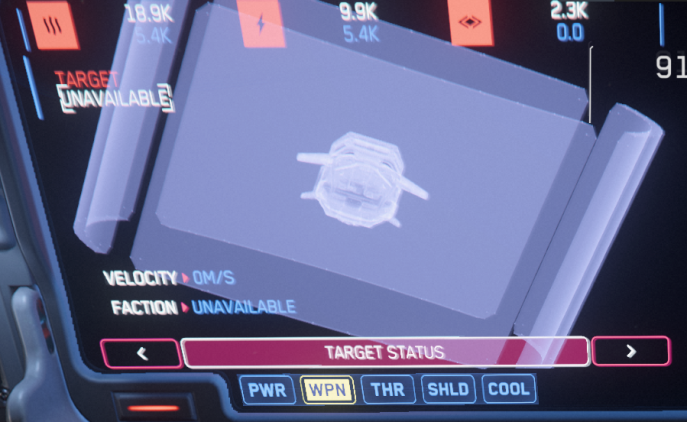 18.9K 9.9K 2.3K
5.4K 5.4K 0.0
91
TARGET
UNAVAILABLE
VELOCITY 0M/S
FACTION UNAVAILABLE
< TARGET STATUS >
PWR WPN THR SHLD COOL